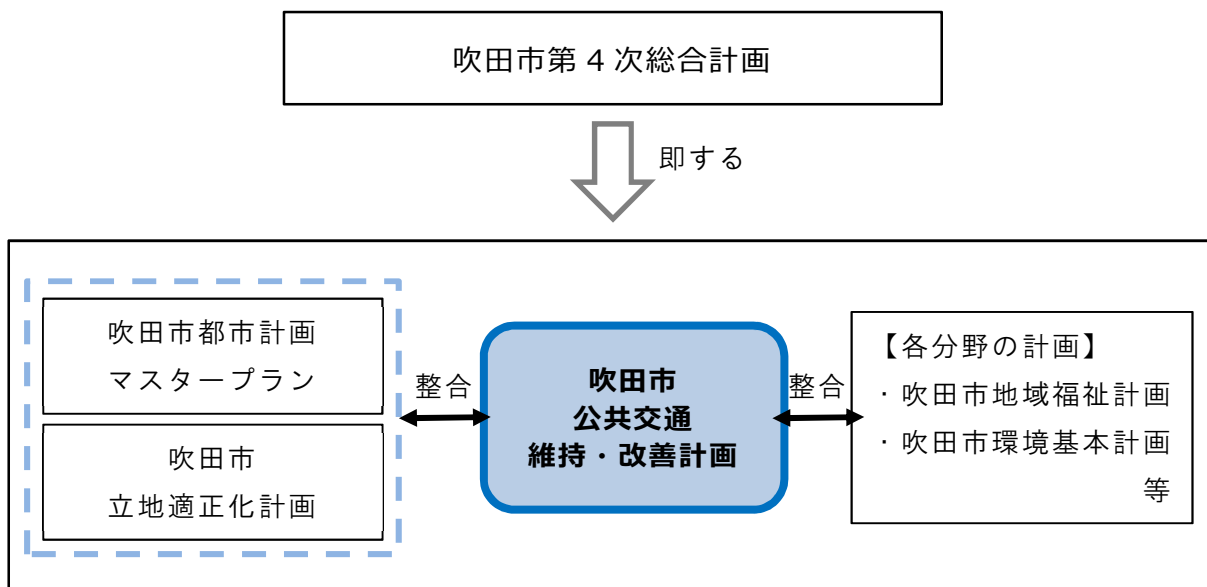 吹田市第4次総合計画
即する
吹田市都市計画
マスタープラン
吹田市
立地適正化計画
整合
吹田市
公共交通
維持・改善計画
整合
【各分野の計画】
・吹田市地域福祉計画
・吹田市環境基本計画
等